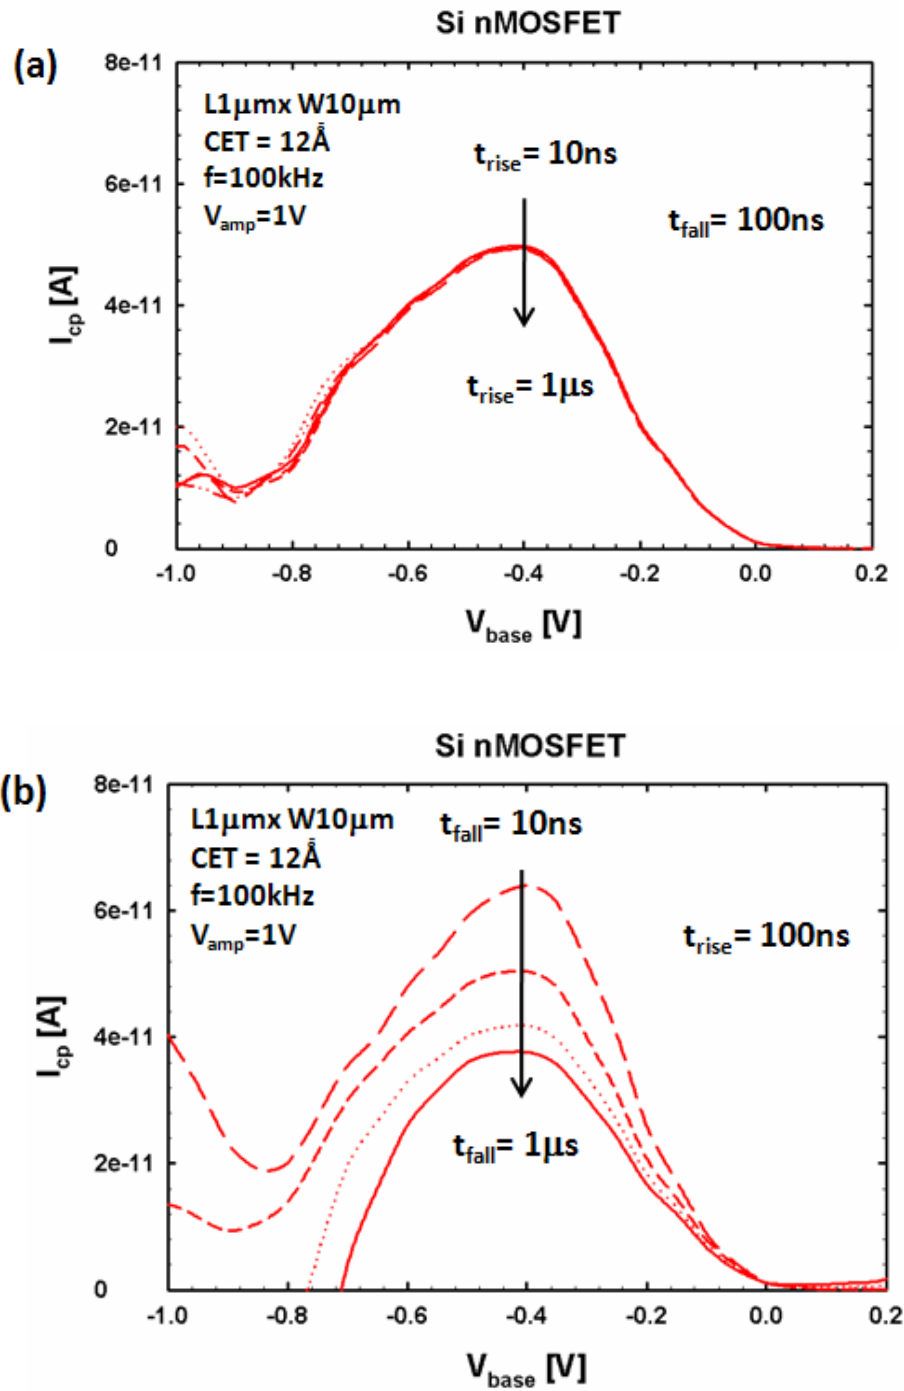 Si nMOSFET
(a)
8e-11
6e-11
4e-11
2e-11
0
I_cp [A]
L1μmx W10μm
CET = 12Å
f=100kHz
V_amp=1V
t_rise= 10ns
t_fall= 100ns
t_rise= 1μs
-1.0 -0.8 -0.6 -0.4 -0.2 0.0 0.2
V_base [V]
Si nMOSFET
(b)
8e-11
6e-11
4e-11
2e-11
0
I_cp [A]
L1μmx W10μm
CET = 12Å
f=100kHz
V_amp=1V
t_fall= 10ns
t_rise= 100ns
t_fall= 1μs
-1.0 -0.8 -0.6 -0.4 -0.2 0.0 0.2
V_base [V]